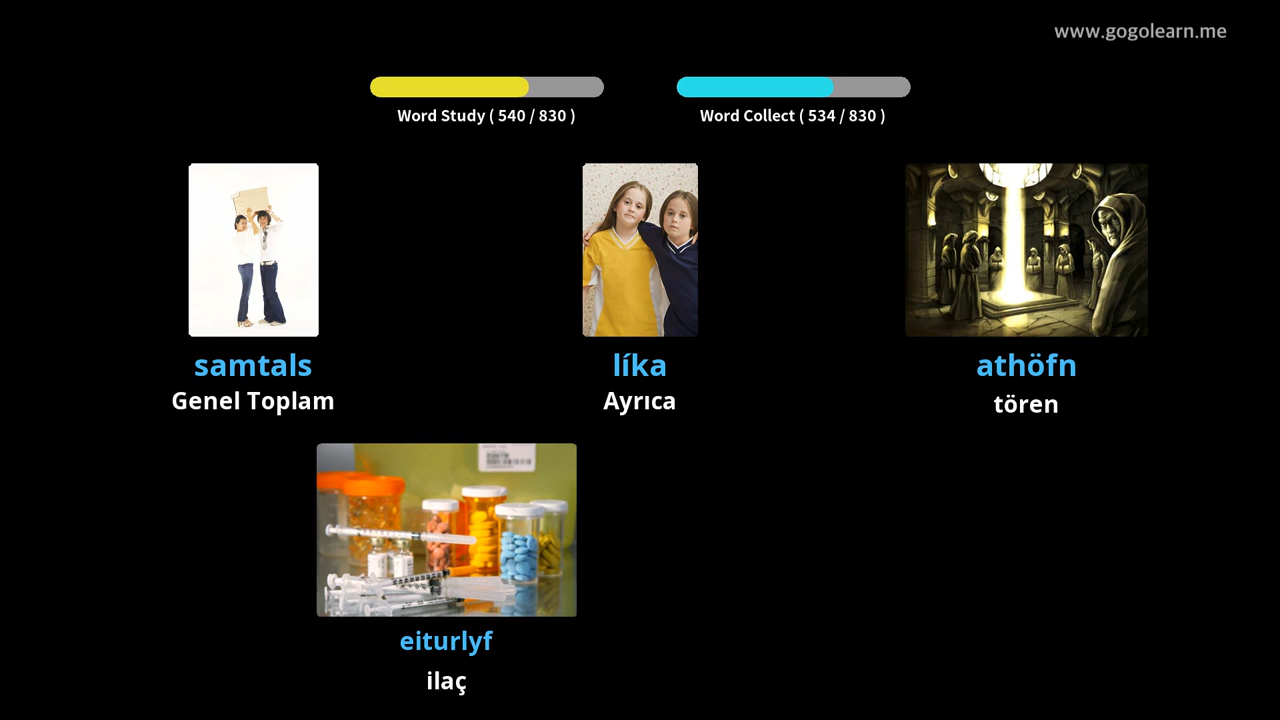 www.gogolearn.me
Word Study ( 540 / 830 )
Word Collect ( 534 / 830 )
samtals
Genel Toplam
líka
Ayrıca
athöfn
tören
eiturlyf
ilaç